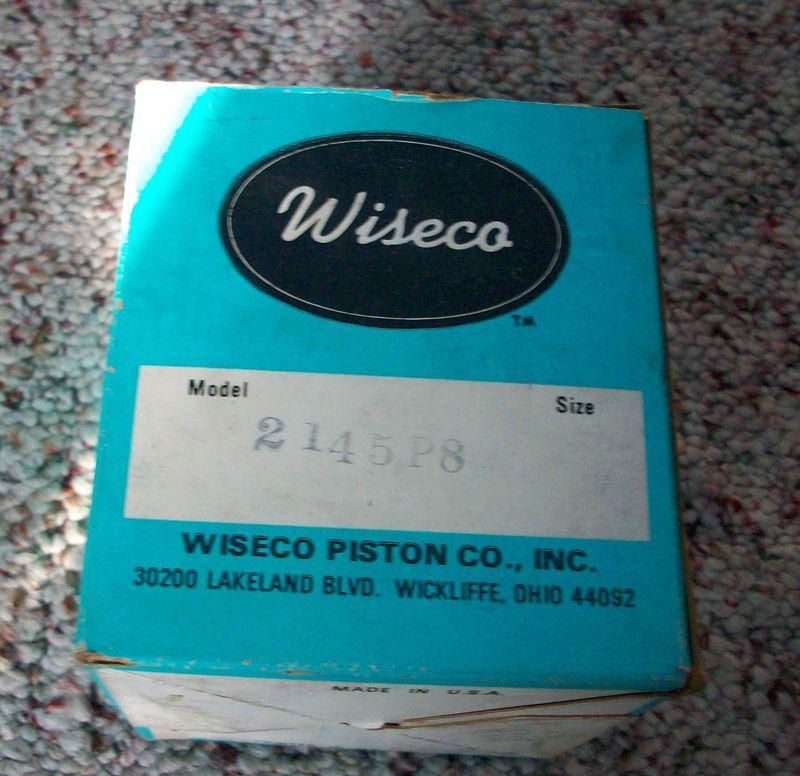 Wiseco
TM
Model Size
2145P8
WISECO PISTON CO., INC.
30200 LAKELAND BLVD. WICKLIFFE, OHIO 44092
MADE IN U.S.A.